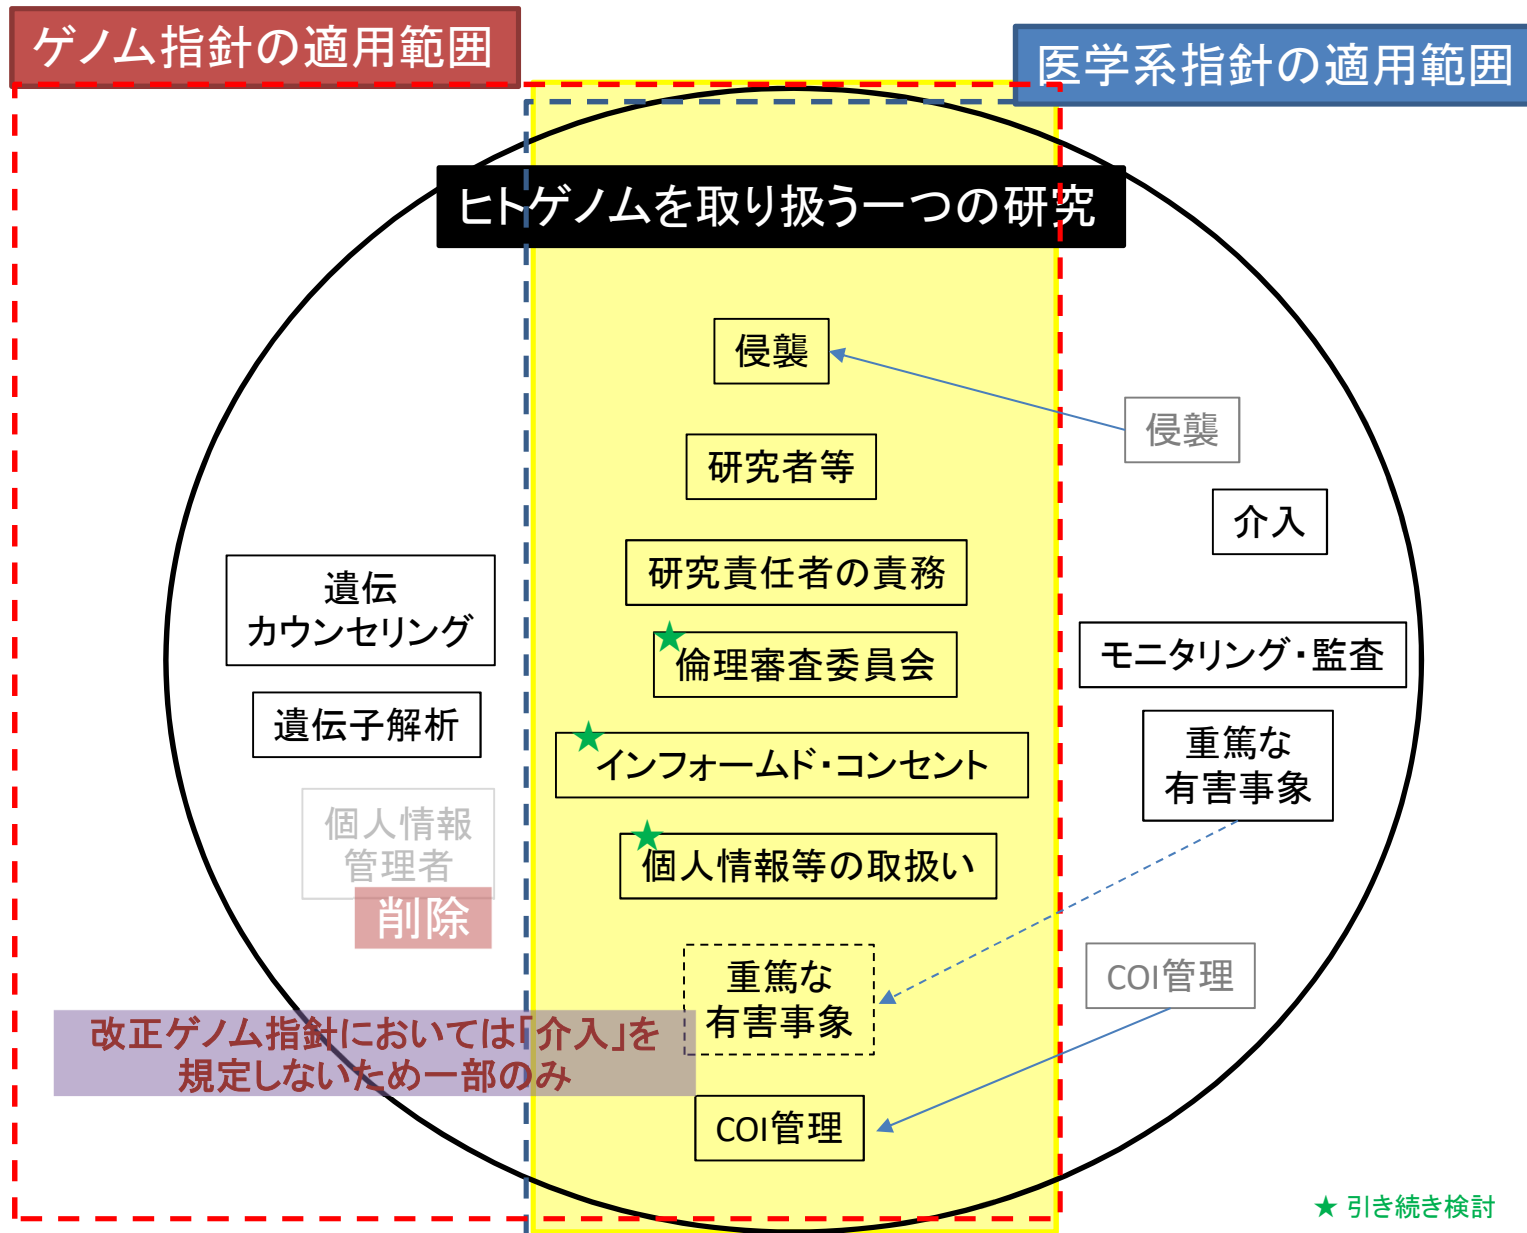 ゲノム指針の適用範囲
医学系指針の適用範囲
ヒトゲノムを取り扱う一つの研究
侵襲
侵襲
研究者等
介入
研究責任者の責務
遺伝
カウンセリング
★
倫理審査委員会
モニタリング・監査
遺伝子解析
★
インフォームド・コンセント
重篤な
有害事象
個人情報
管理者
削除
★
個人情報等の取扱い
重篤な
有害事象
COI管理
改正ゲノム指針においては「介入」を
規定しないため一部のみ
COI管理
★ 引き続き検討